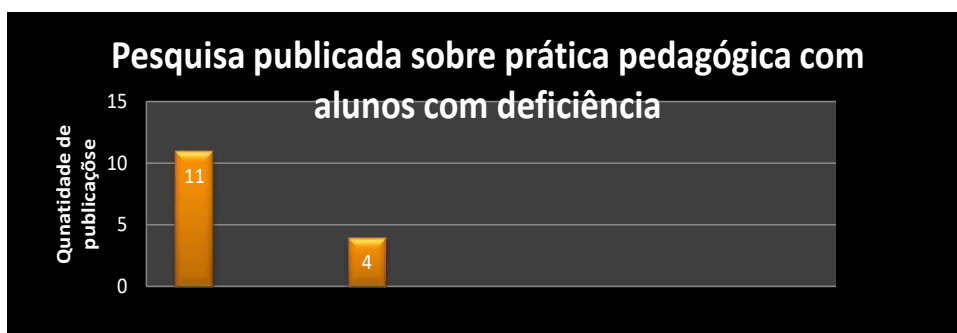 Pesquisa publicada sobre prática pedagógica com
alunos com deficiência
Qunatidade de
publicaçõse
15
10
5
0
11
4